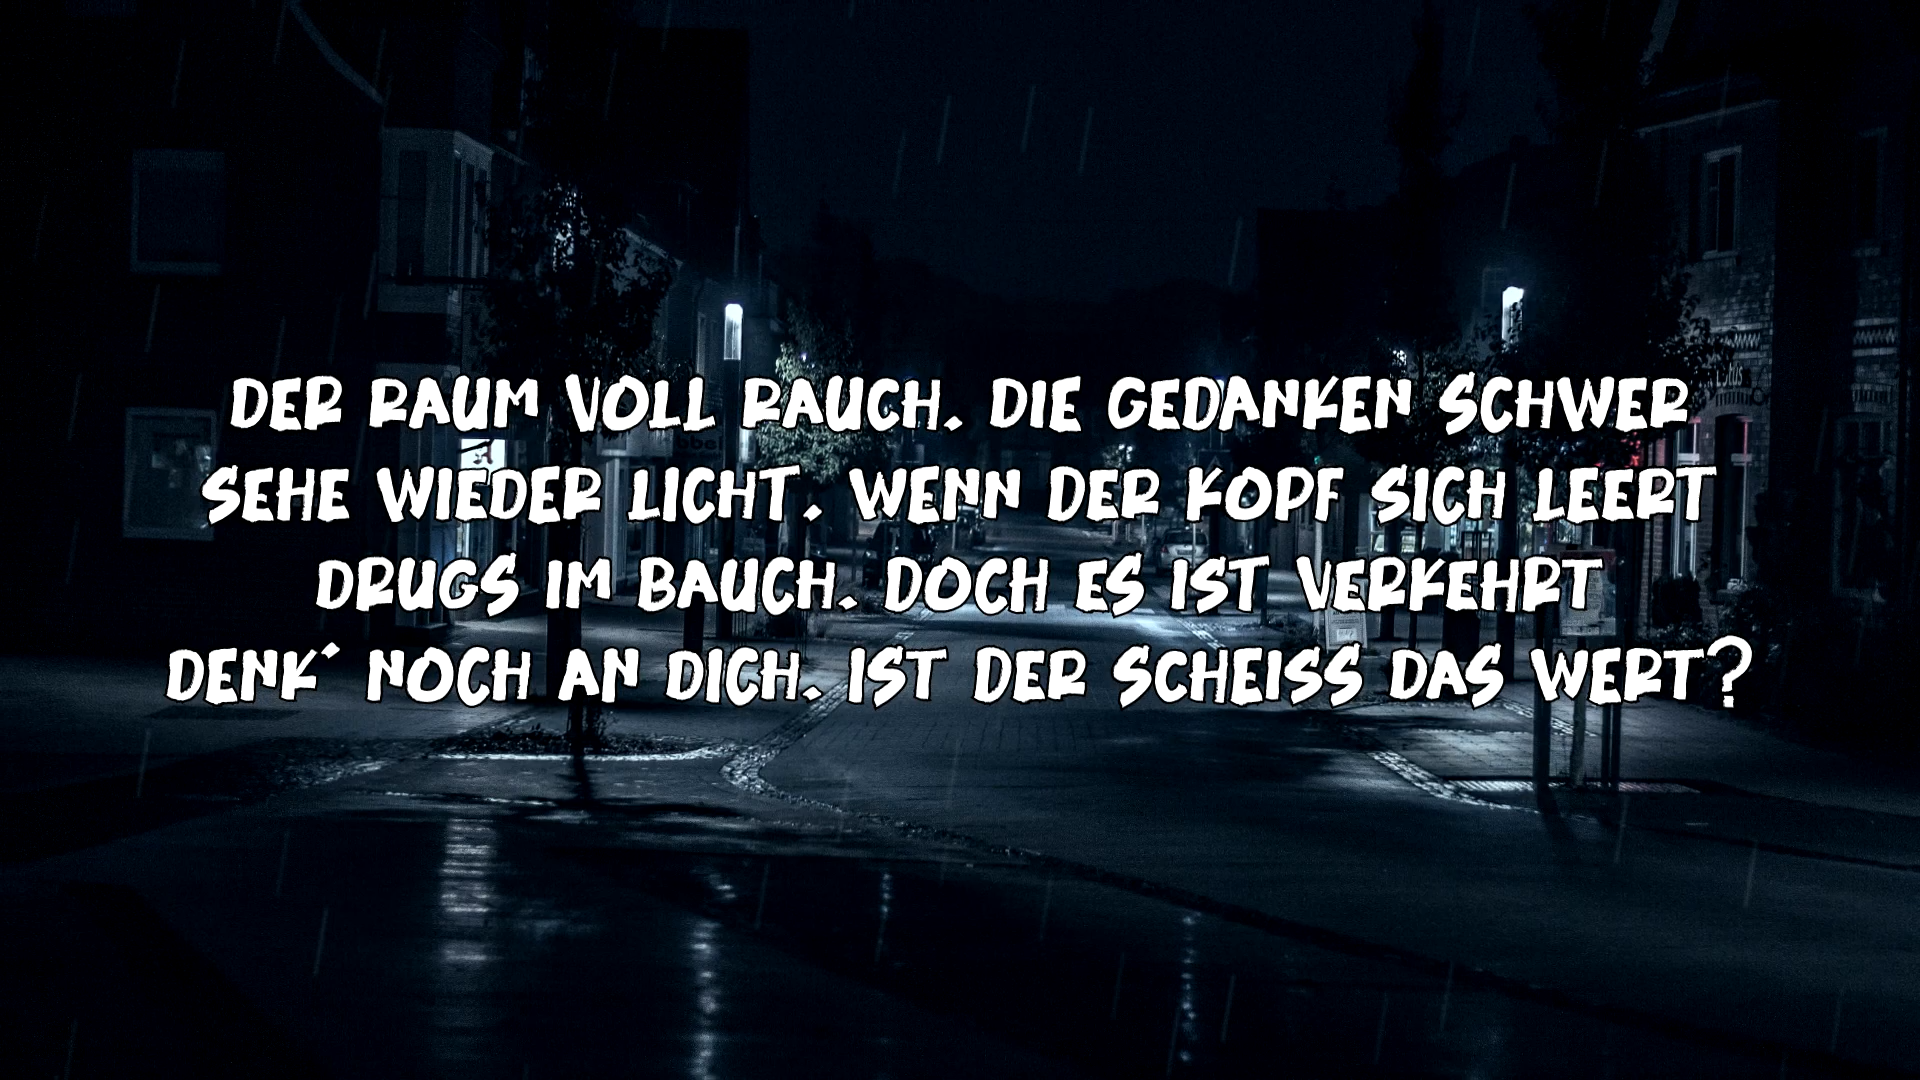 DER RAUM VOLL RAUCH. DIE GEDANKEN SCHWER
SEHE WIEDER LICHT. WENN DER KOPF SICH LEERT
DRUGS IM BAUCH. DOCH ES IST VERKEHRT
DENK' NOCH AN DICH. IST DER SCHEISS DAS WERT?